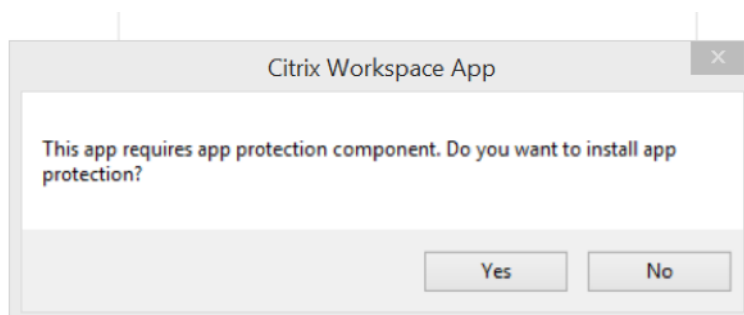 Citrix Workspace App
This app requires app protection component. Do you want to install app
protection?
Yes
No